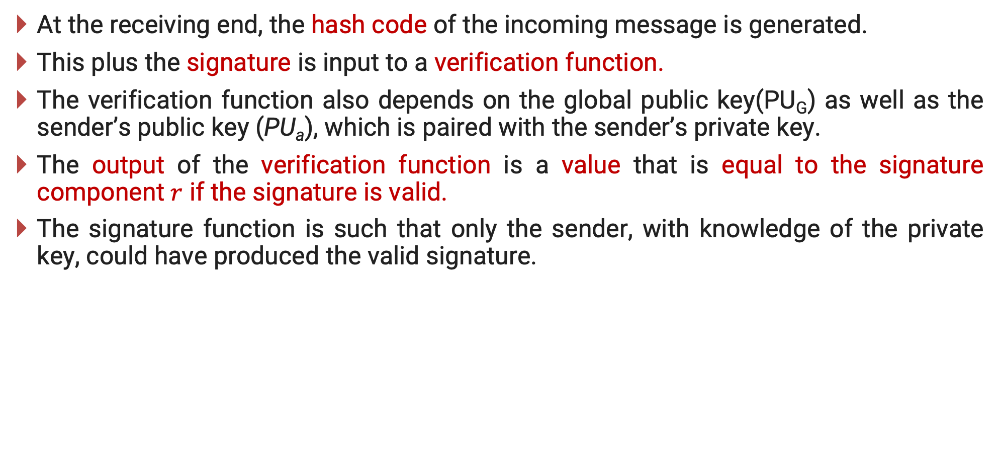 At the receiving end, the hash code of the incoming message is generated.
This plus the signature is input to a verification function.
The verification function also depends on the global public key(PU_G) as well as the
sender’s public key (PU_a), which is paired with the sender’s private key.
The output of the verification function is a value that is equal to the signature
component r if the signature is valid.
The signature function is such that only the sender, with knowledge of the private
key, could have produced the valid signature.